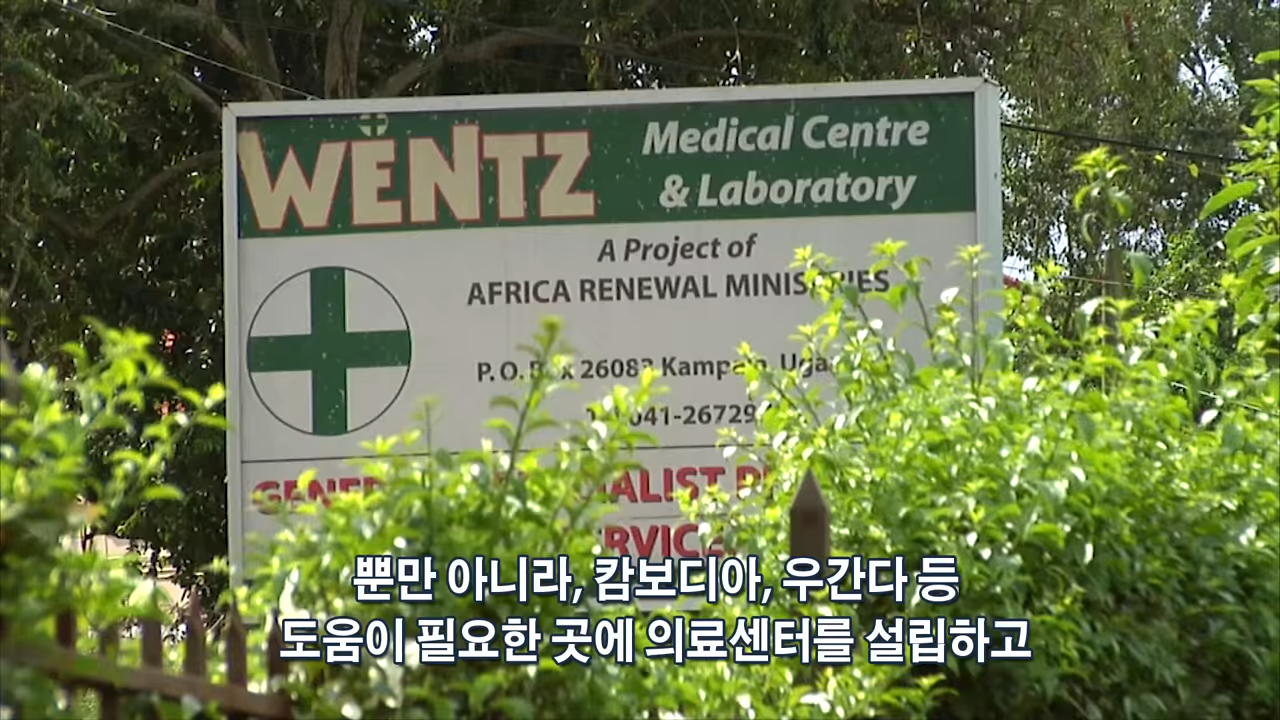 WENTZ
Medical Centre
& Laboratory
A Project of
AFRICA RENEWAL
P. O.
뿐만 아니라, 캄보디아, 우간다 등
도움이 필요한 곳에 의료센터를 설립하고